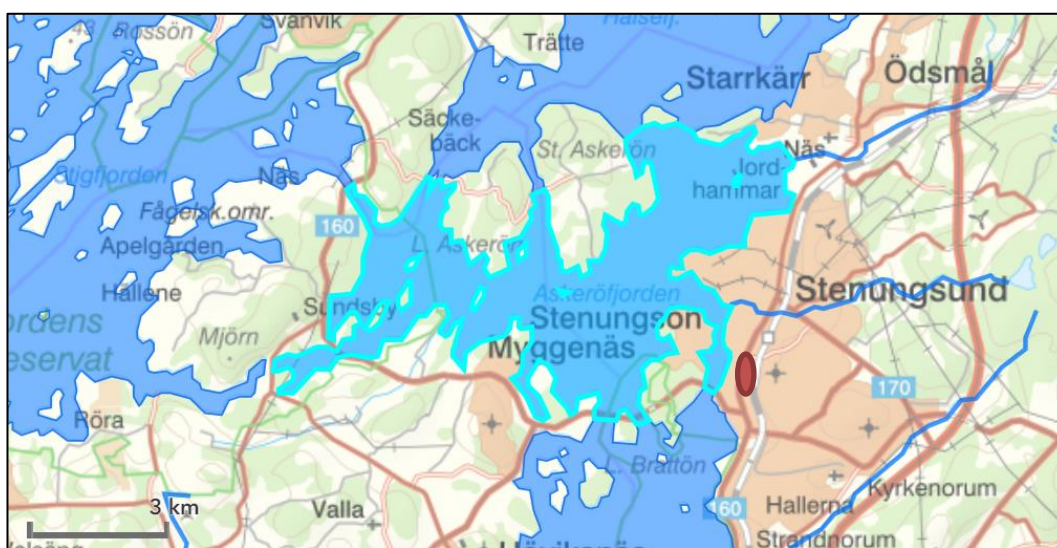 Svanvik
Rossön
43
Trätte
Starrkärr
Ödsmål
Säcke-
bäck
St. Askerön
Näs
Jord-
hammar
Stigfjorden
Näs
Fågelsk.omr.
160
Apelgården
L. Askerön
Hallene
Sundsby
Askeröfjorden
Stenungsund
Stenungsön
Mjörn
Myggenäs
170
Röra
L. Brattön
Kyrkenorum
3 km
Valla
160
Hallerna
Strandnorum